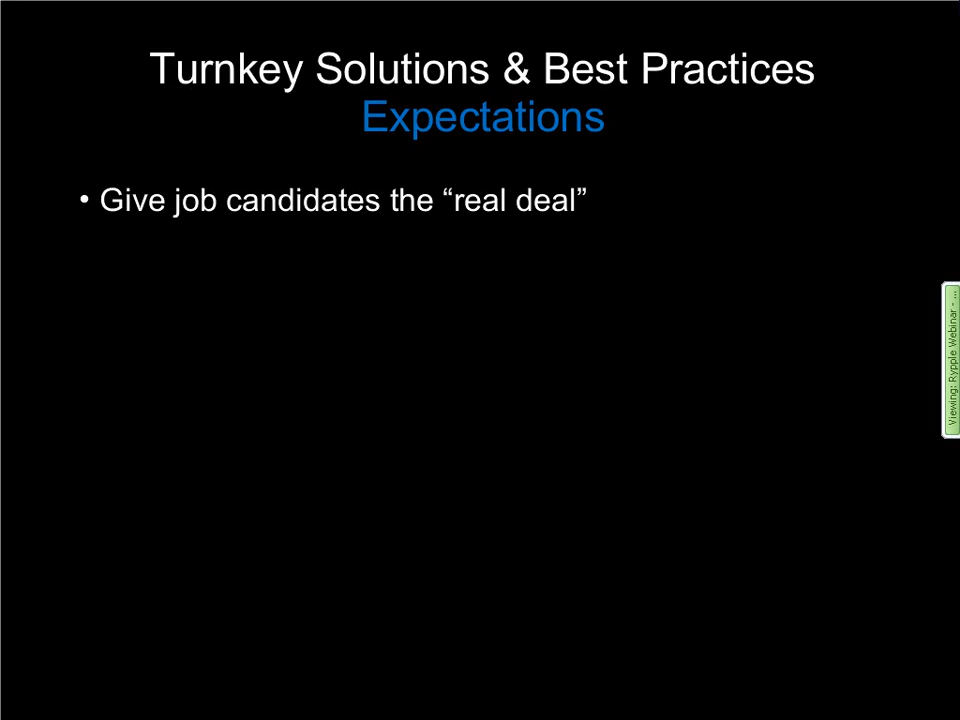 Turnkey Solutions & Best Practices
Expectations
• Give job candidates the “real deal”
Viewing: Rypple Webinar - ...